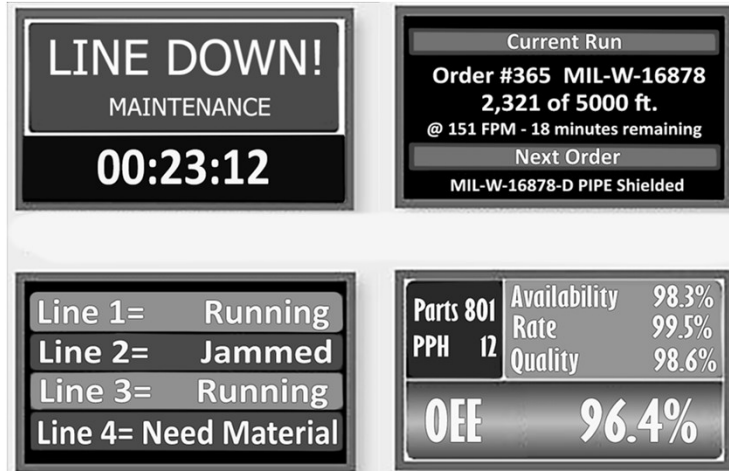 LINE DOWN!
MAINTENANCE
00:23:12
Current Run
Order #365 MIL-W-16878
2,321 of 5000 ft.
@ 151 FPM - 18 minutes remaining
Next Order
MIL-W-16878-D PIPE Shielded
Line 1= Running
Line 2= Jammed
Line 3= Running
Line 4= Need Material
Parts 801
PPH 12
Availability 98.3%
Rate 99.5%
Quality 98.6%
OEE 96.4%